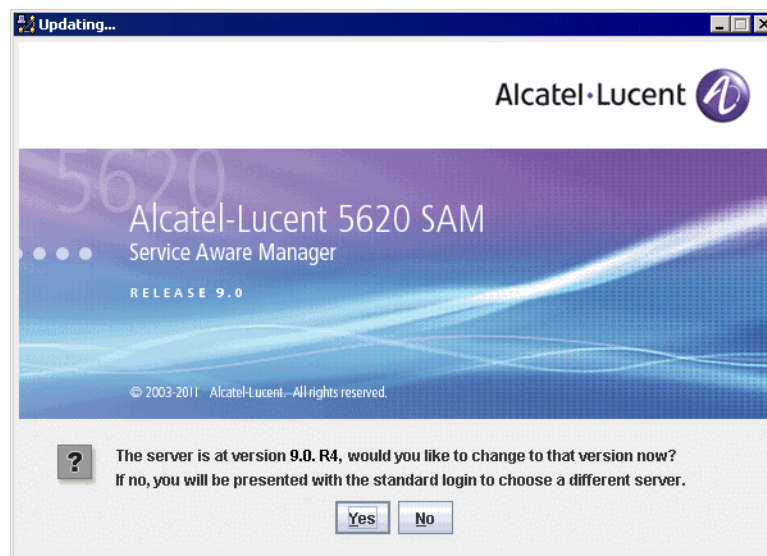 Updating...
Alcatel·Lucent
5620
Alcatel-Lucent 5620 SAM
Service Aware Manager
RELEASE 9.0
© 2003-2011 Alcatel-Lucent. All rights reserved.
The server is at version 9.0. R4, would you like to change to that version now?
If no, you will be presented with the standard login to choose a different server.
Yes No